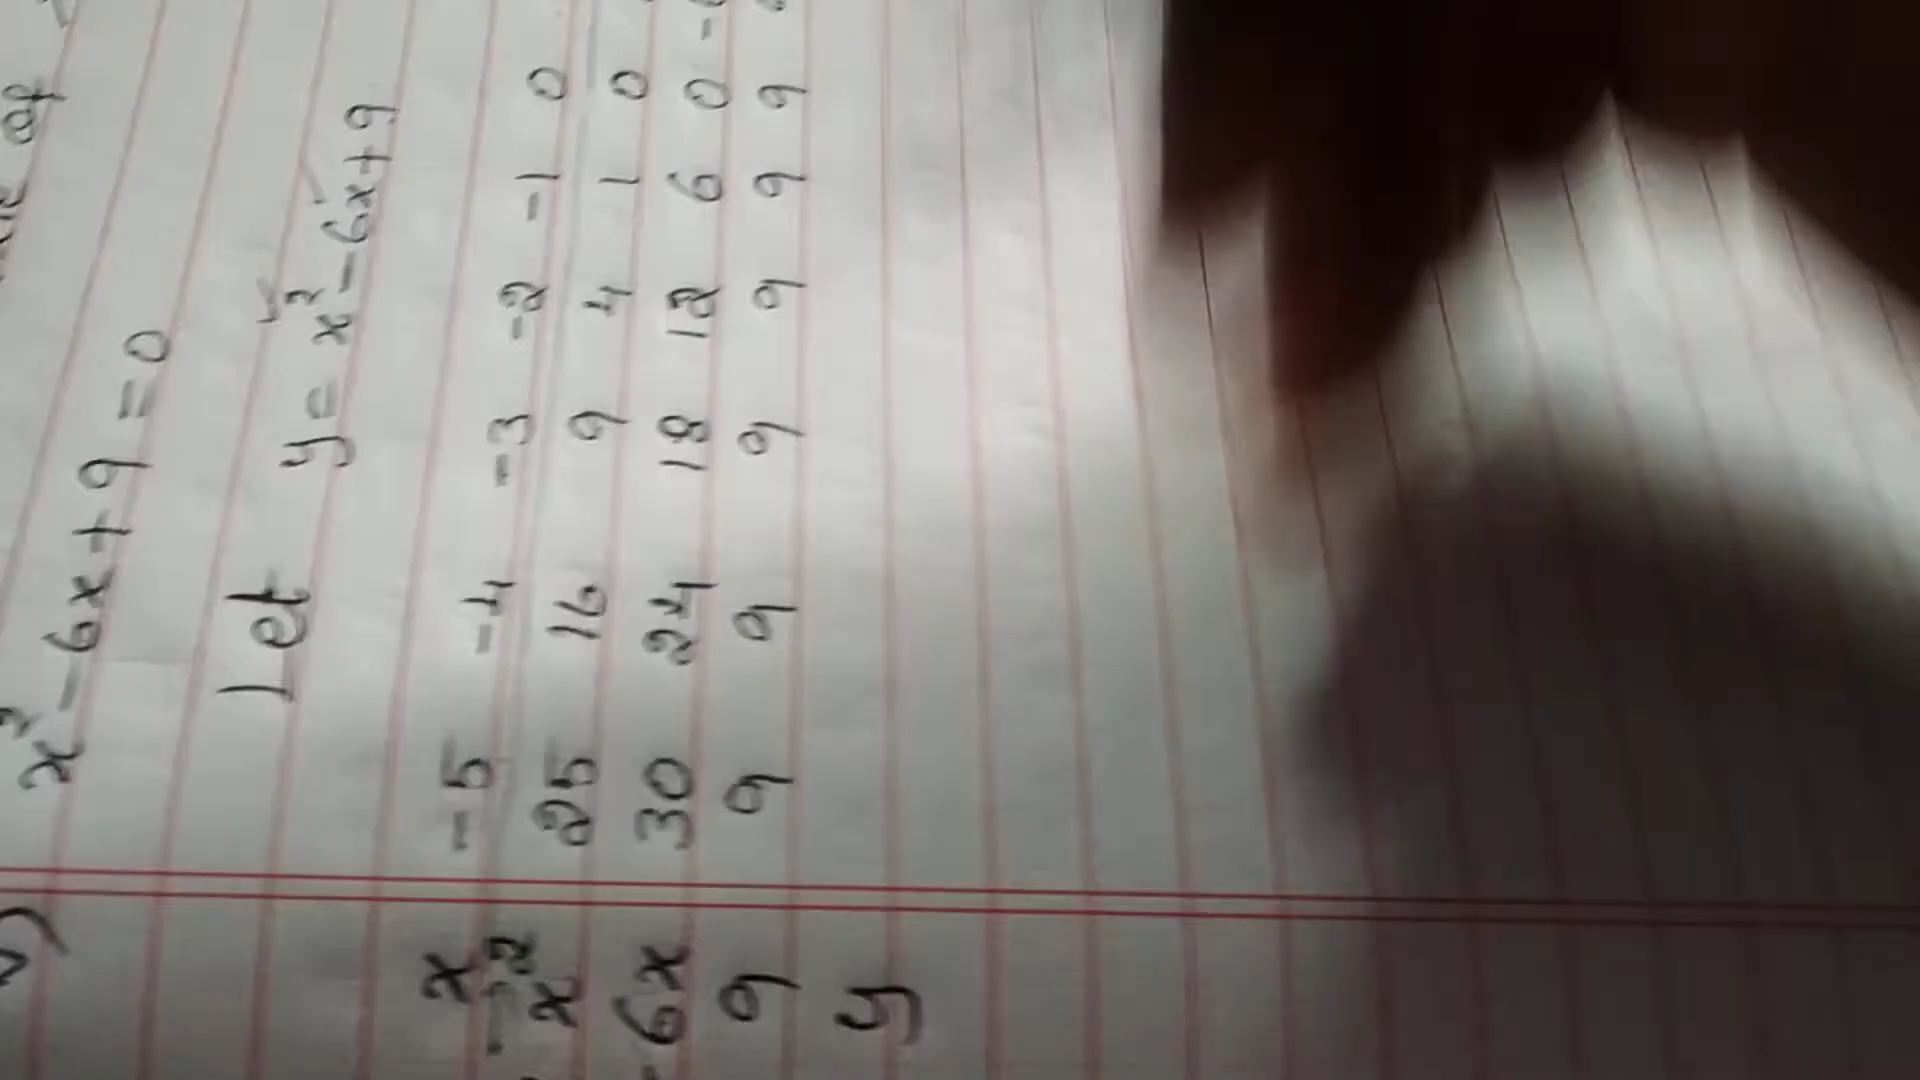 x² - 6x + 9 = 0
Let y = x² - 6x + 9
x -5 -4 -3 -2 -1 0
x² 25 16 9 4 1 0
-6x 30 24 18 12 6 0
9 9 9 9 9 9 9
y